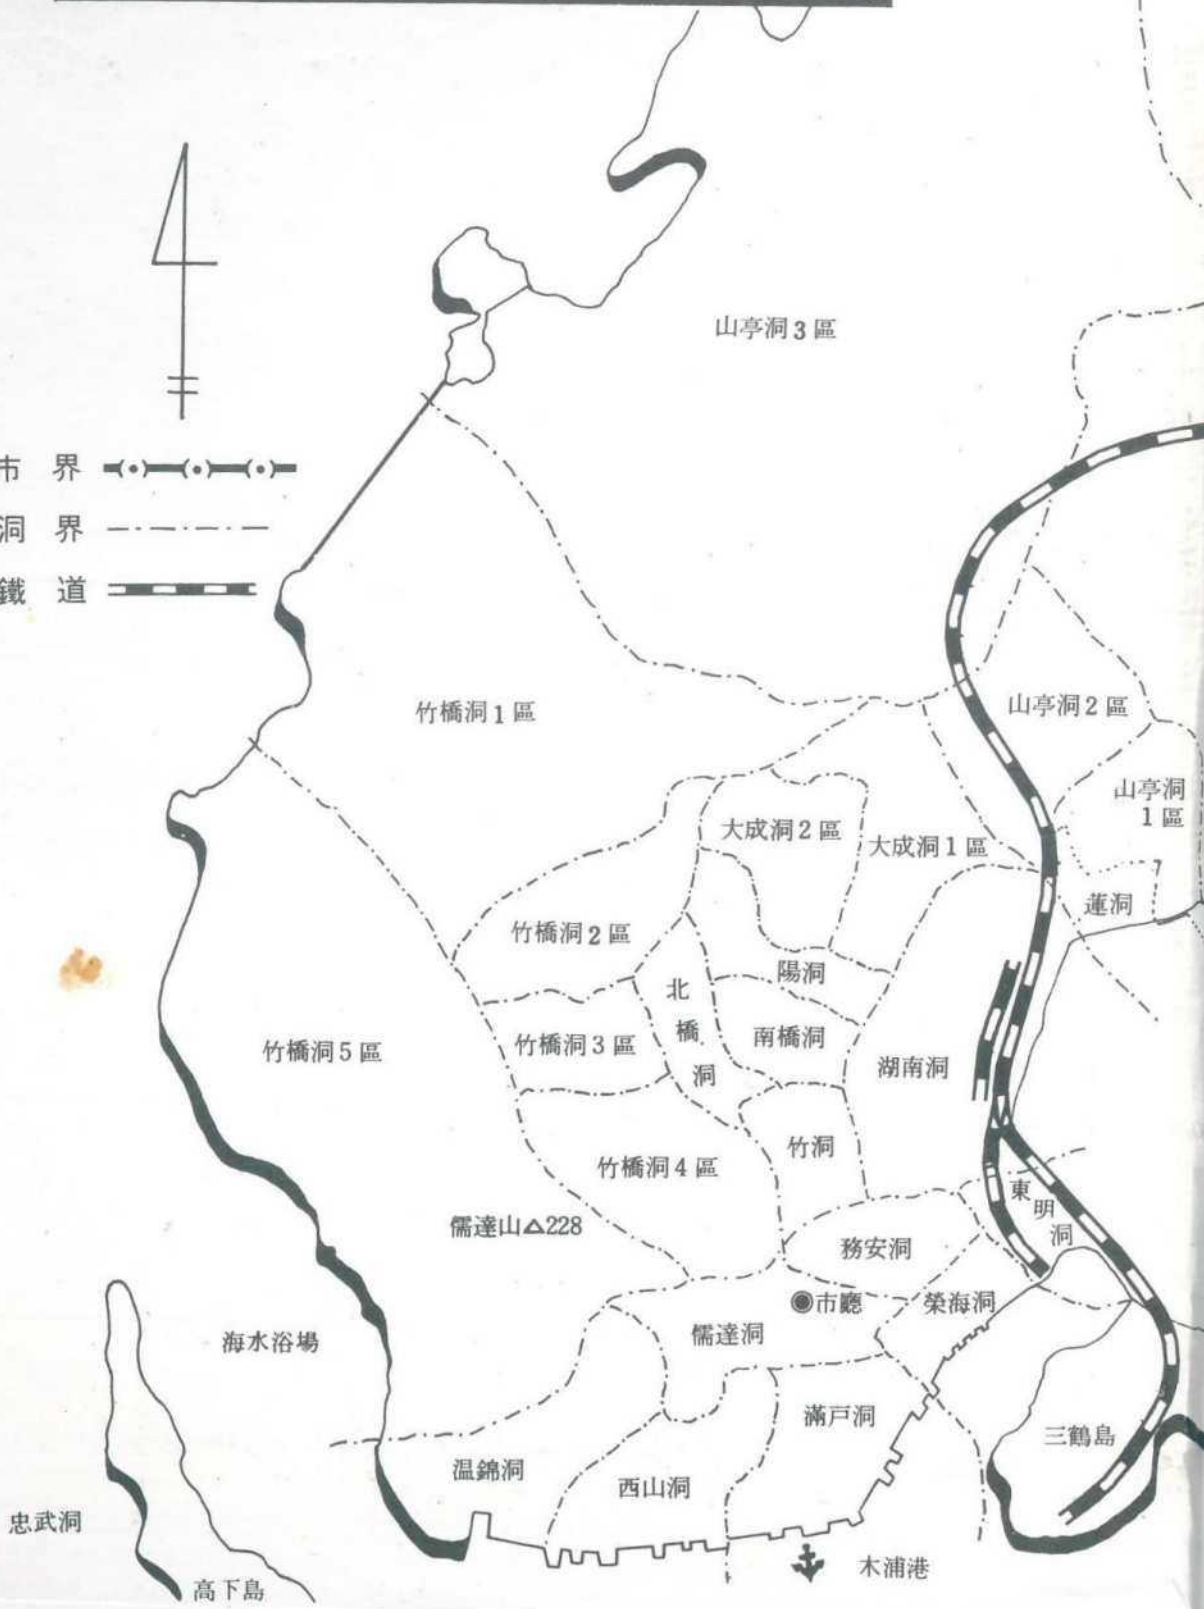 山亭洞3區
市界
洞界
鐵道
竹橋洞1區
山亭洞2區
山亭洞
1區
大成洞2區
大成洞1區
蓮洞
竹橋洞2區
陽洞
北橋洞
竹橋洞3區
南橋洞
竹橋洞5區
湖南洞
竹橋洞4區
竹洞
東明洞
儒達山△228
務安洞
市廳
榮海洞
儒達洞
海水浴場
滿戸洞
三鶴島
温錦洞
西山洞
忠武洞
木浦港
高下島